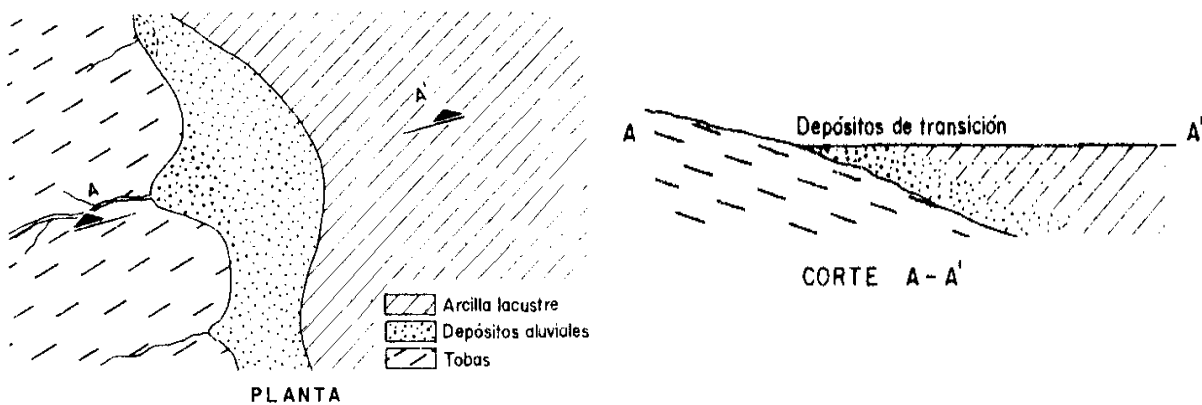 A'
A
Arcilla lacustre
Depósitos aluviales
Tobas
PLANTA
Depósitos de transición
A
A'
CORTE A-A'